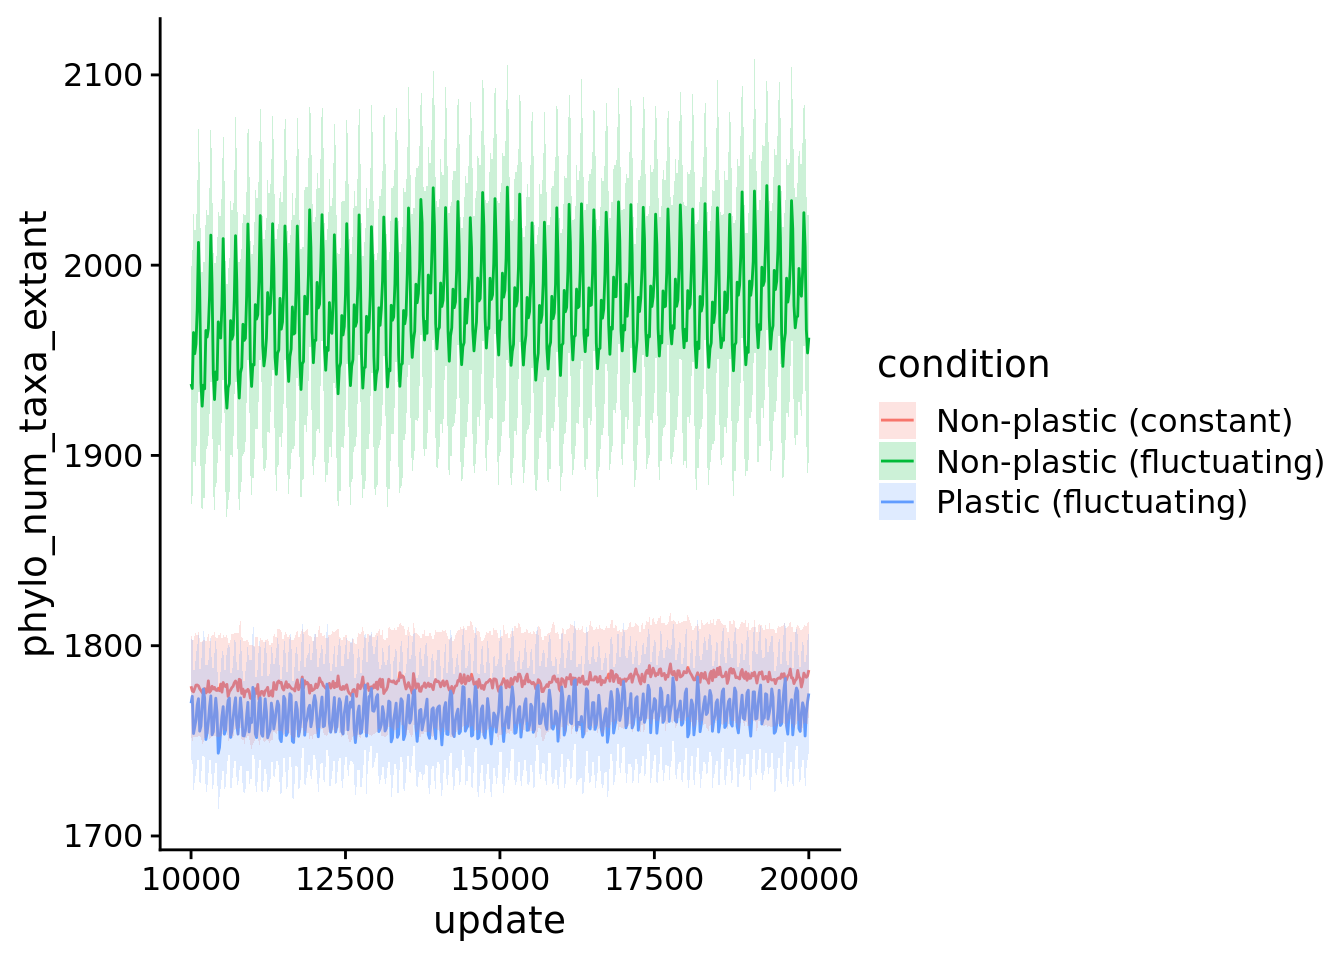 phylo_num_taxa_extant
2100
2000
1900
1800
1700
10000 12500 15000 17500 20000
update
condition
Non-plastic (constant)
Non-plastic (fluctuating)
Plastic (fluctuating)